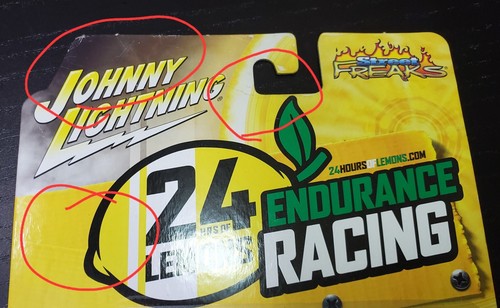 JOHNNY
LIGHTNING®
Street
FREAKS
24HOURSOFLEMONS.COM
24
HRS OF
LEMONS
ENDURANCE
RACING